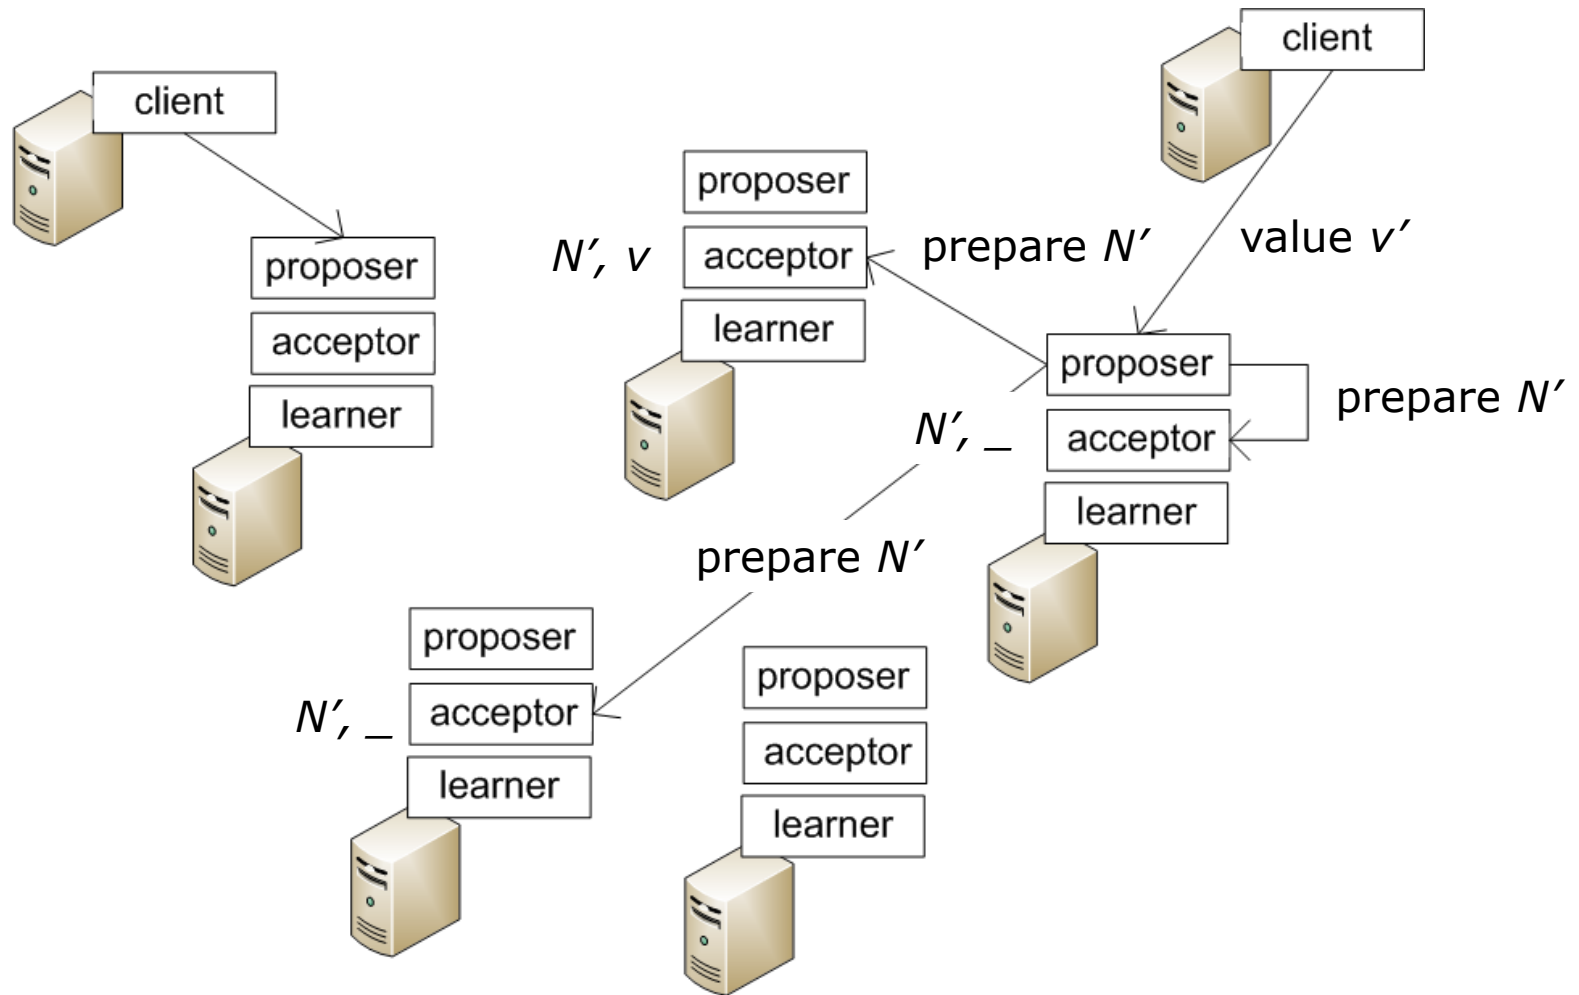 client
client
proposer
N′, v
acceptor
prepare N′
value v′
proposer
acceptor
learner
proposer
prepare N′
learner
N′, _
acceptor
learner
prepare N′
proposer
proposer
N′, _
acceptor
acceptor
learner
learner